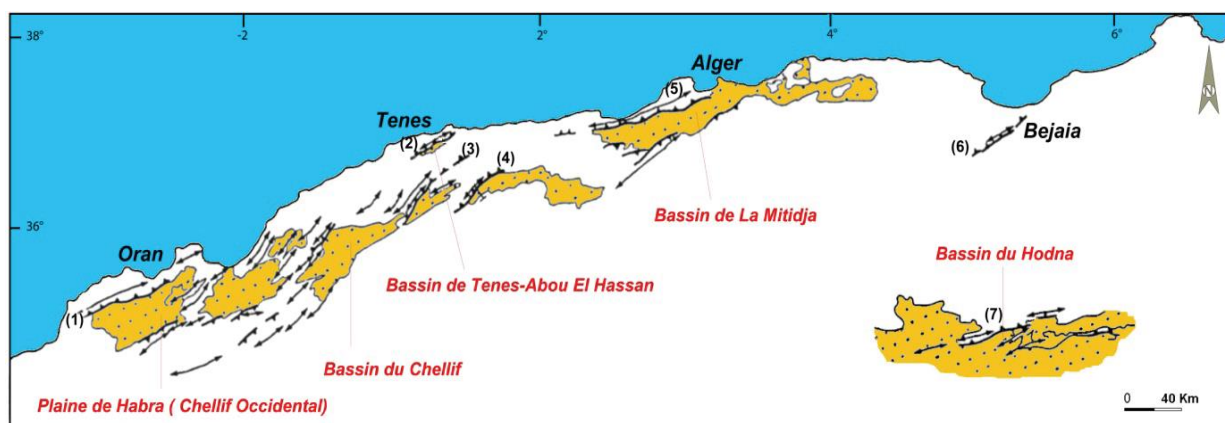 38°
-2
2°
4°
6°
N
Alger
(5)
Tenes
(2)
(3)
(4)
Bejaia
(6)
36°
Bassin de La Mitidja
Oran
Bassin du Hodna
Bassin de Tenes-Abou El Hassan
(1)
(7)
Bassin du Chellif
Plaine de Habra ( Chellif Occidental)
0 40 Km